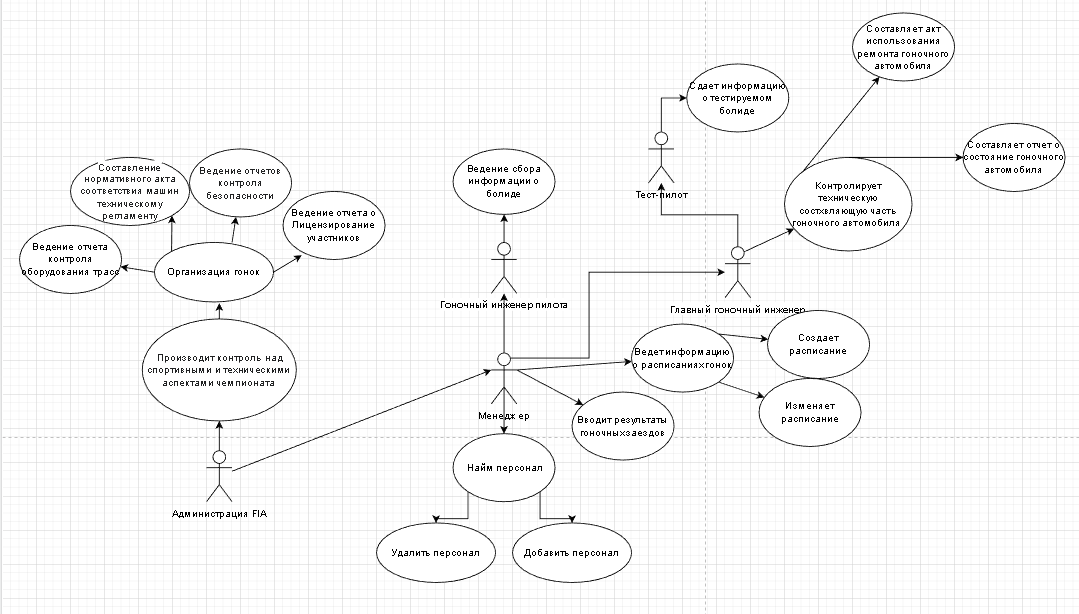 Составляет акт
использования
ремонта гоночного
автомобиля
Сдает информацию
о тестируемом
болиде
Составляет отчет о
состояние гоночного
автомобиля
Составление
нормативного акта
соответствия машин
техническому
регламенту
Ведение отчетов
контроля
безопасности
Ведение сбора
информации о
болиде
Тест-пилот
Контролирует
техническую
состхвляющую часть
гоночного автомобиля
Ведение отчета о
Лицензирование
участников
Ведение отчета
контроля
оборудования трасс
Организация гонок
Гоночный инженер пилота
Главный гоночный инженер
Производит контроль над
спортивными и техническими
аспектами чемпионата
Ведет информацию
о расписаниях гонок
Создает
расписание
Изменяет
расписание
Менеджер
Вводит результаты
гоночных заездов
Найм персонал
Администрация FIA
Удалить персонал
Добавить персонал